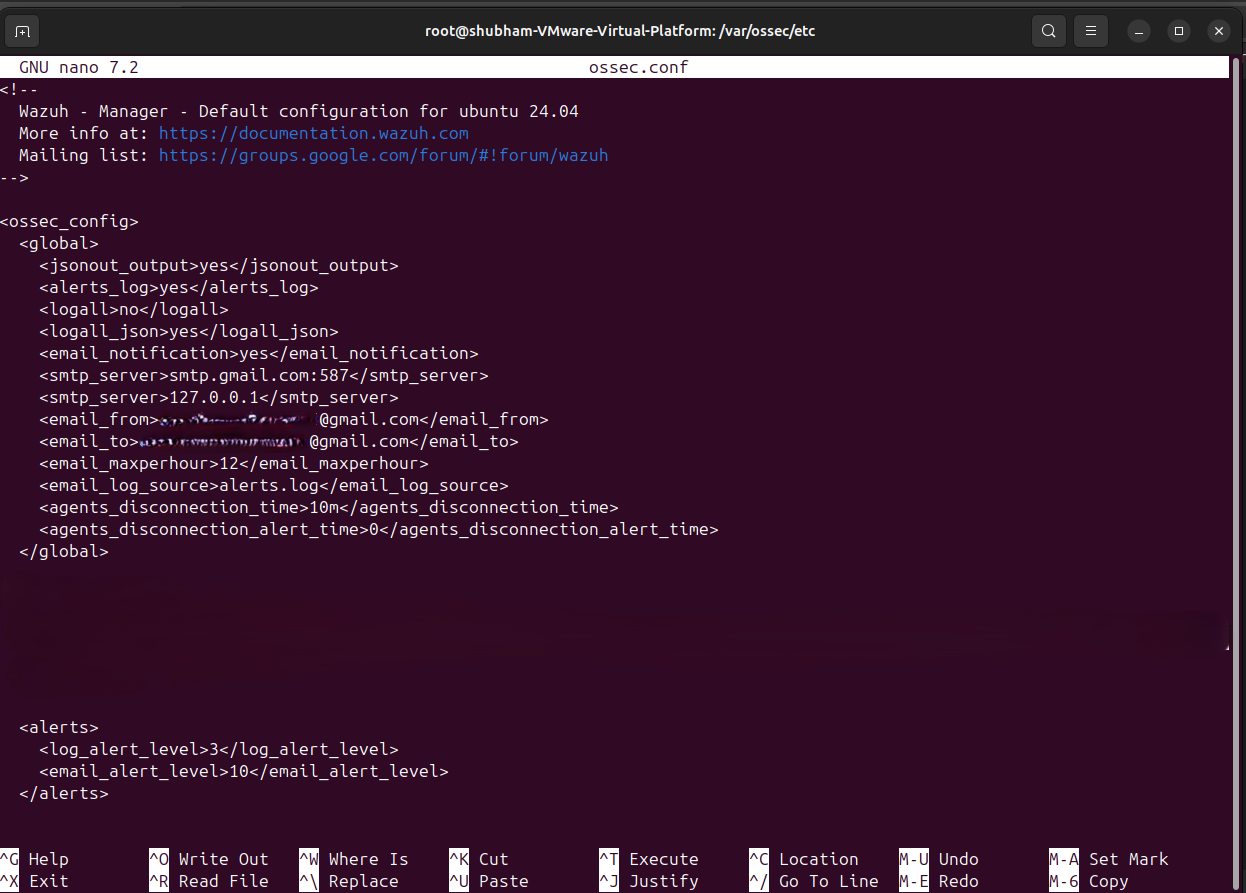 root@shubham-VMware-Virtual-Platform: /var/ossec/etc
GNU nano 7.2 ossec.conf
<!--
  Wazuh - Manager - Default configuration for ubuntu 24.04
  More info at: https://documentation.wazuh.com
  Mailing list: https://groups.google.com/forum/#!forum/wazuh
-->
<ossec_config>
  <global>
    <jsonout_output>yes</jsonout_output>
    <alerts_log>yes</alerts_log>
    <logall>no</logall>
    <logall_json>yes</logall_json>
    <email_notification>yes</email_notification>
    <smtp_server>smtp.gmail.com:587</smtp_server>
    <smtp_server>127.0.0.1</smtp_server>
    <email_from>@gmail.com</email_from>
    <email_to>@gmail.com</email_to>
    <email_maxperhour>12</email_maxperhour>
    <email_log_source>alerts.log</email_log_source>
    <agents_disconnection_time>10m</agents_disconnection_time>
    <agents_disconnection_alert_time>0</agents_disconnection_alert_time>
  </global>
  <alerts>
    <log_alert_level>3</log_alert_level>
    <email_alert_level>10</email_alert_level>
  </alerts>
^G Help ^O Write Out ^W Where Is ^K Cut ^T Execute ^C Location M-U Undo M-A Set Mark
^X Exit ^R Read File ^\ Replace ^U Paste ^J Justify ^/ Go To Line M-E Redo M-6 Copy